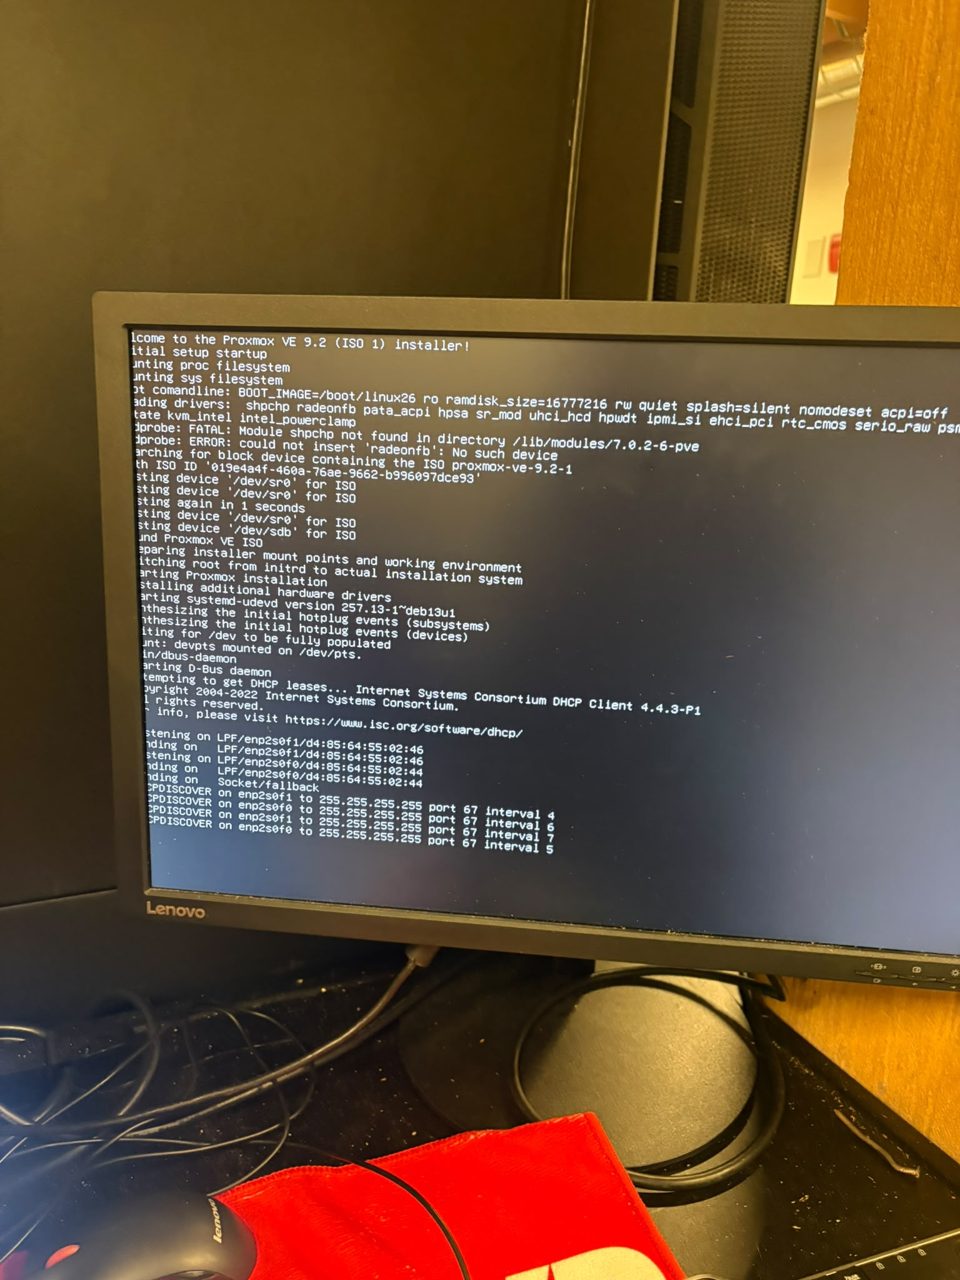 lcome to the Proxmox VE 9.2 (ISO 1) installer!
itial setup startup
unting proc filesystem
unting sys filesystem
ot comandline: BOOT_IMAGE=/boot/linux26 ro ramdisk_size=16777216 rw quiet splash=silent nomodeset acpi=off
ading drivers: shpchp radeonfb pata_acpi hpsa sr_mod uhci_hcd hpwdt ipmi_si ehci_pci rtc_cmos serio_raw psm
tate kvm_intel intel_powerclamp
dprobe: FATAL: Module shpchp not found in directory /lib/modules/7.0.2-6-pve
dprobe: ERROR: could not insert 'radeonfb': No such device
arching for block device containing the ISO proxmox-ve-9.2-1
th ISO ID '019e4a4f-460a-76ae-9662-b996097dce93'
sting device '/dev/sr0' for ISO
sting device '/dev/sr0' for ISO
sting again in 1 seconds
sting device '/dev/sr0' for ISO
sting device '/dev/sdb' for ISO
und Proxmox VE ISO
eparing installer mount points and working environment
itching root from initrd to actual installation system
arting Proxmox installation
stalling additional hardware drivers
arting systemd-udevd version 257.13-1~deb13u1
nthesizing the initial hotplug events (subsystems)
nthesizing the initial hotplug events (devices)
iting for /dev to be fully populated
unt: devpts mounted on /dev/pts.
in/dbus-daemon
arting D-Bus daemon
tempting to get DHCP leases... Internet Systems Consortium DHCP Client 4.4.3-P1
pyright 2004-2022 Internet Systems Consortium.
l rights reserved.
r info, please visit https://www.isc.org/software/dhcp/
stening on LPF/enp2s0f1/d4:85:64:55:02:46
nding on LPF/enp2s0f1/d4:85:64:55:02:46
stening on LPF/enp2s0f0/d4:85:64:55:02:44
nding on LPF/enp2s0f0/d4:85:64:55:02:44
nding on Socket/fallback
CPDISCOVER on enp2s0f1 to 255.255.255.255 port 67 interval 4
CPDISCOVER on enp2s0f0 to 255.255.255.255 port 67 interval 6
CPDISCOVER on enp2s0f1 to 255.255.255.255 port 67 interval 7
CPDISCOVER on enp2s0f0 to 255.255.255.255 port 67 interval 5
Lenovo
lenovo